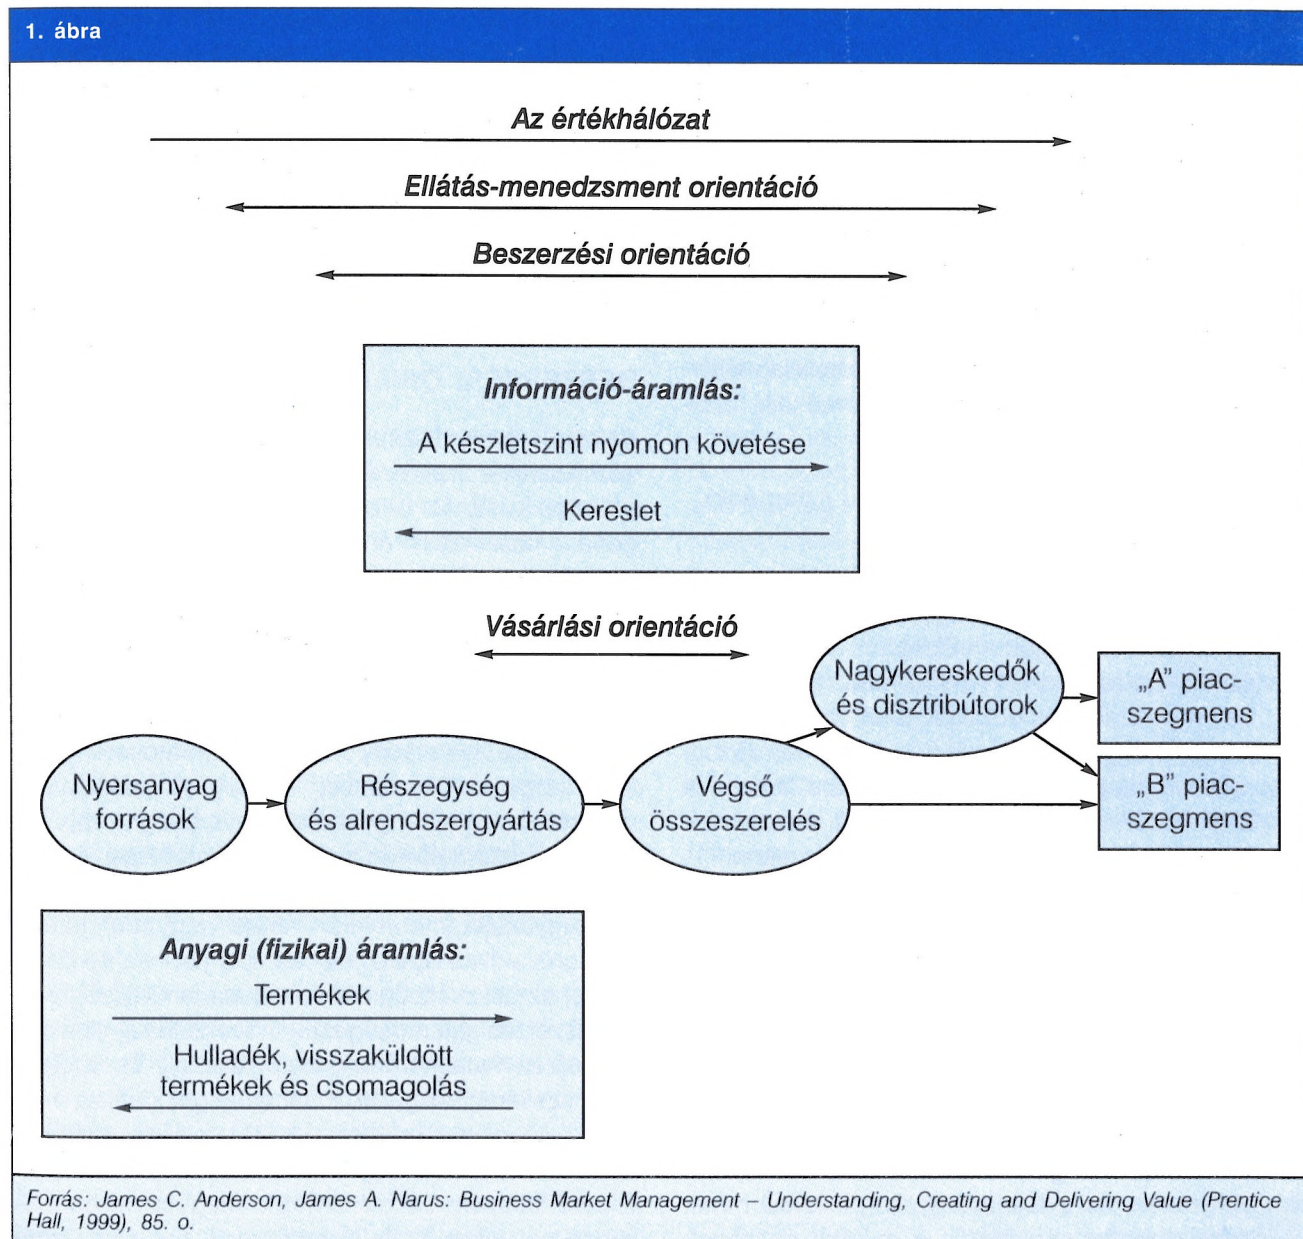 1. ábra
Az értékhálózat
Ellátás-menedzsment orientáció
Beszerzési orientáció
Információ-áramlás:
A készletszint nyomon követése
Kereslet
Vásárlási orientáció
Nagykereskedők
és disztribútorok
„A” piac-
szegmens
Nyersanyag
források
Részegység
és alrendszergyártás
Végső
összeszerelés
„B” piac-
szegmens
Anyagi (fizikai) áramlás:
Termékek
Hulladék, visszaküldött
termékek és csomagolás
Forrás: James C. Anderson, James A. Narus: Business Market Management – Understanding, Creating and Delivering Value (Prentice
Hall, 1999), 85. o.